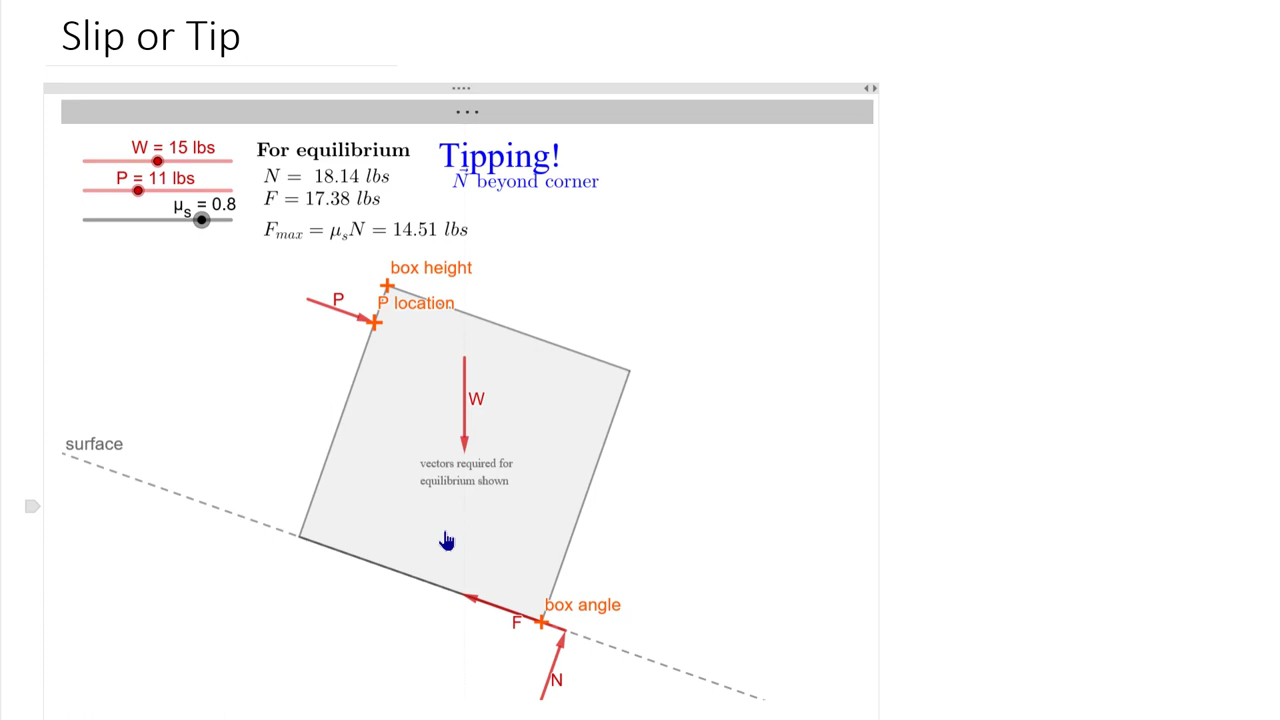 Slip or Tip
W = 15 lbs
P = 11 lbs
μs = 0.8
For equilibrium
N = 18.14 lbs
F = 17.38 lbs
Fmax = μsN = 14.51 lbs
Tipping!
N beyond corner
box height
P
P location
W
vectors required for
equilibrium shown
surface
box angle
F
N